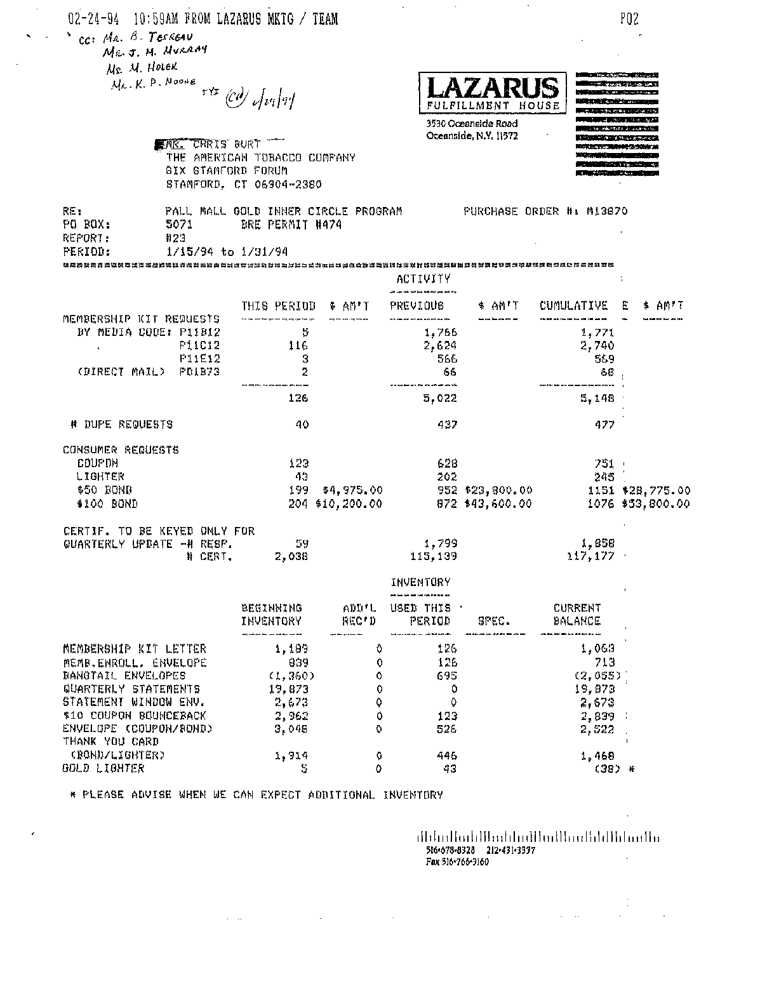 02-24-94 10:59AM FROM LAZARUS MKTG / TEAM P02
CC: Mr. B. Tesreau
Mr. J. M. Murray
Ms. M. Holek
Mr. K. P. Noone
LAZARUS
FULFILLMENT HOUSE
3530 Oceanside Road
Oceanside, N.Y. 11572
MR. CHRIS BURT
THE AMERICAN TOBACCO COMPANY
SIX STAMFORD FORUM
STAMFORD, CT 06904-2380
RE: PALL MALL GOLD INNER CIRCLE PROGRAM PURCHASE ORDER #: M13870
PO BOX: 5071 BRE PERMIT #474
REPORT: #23
PERIOD: 1/15/94 to 1/31/94
ACTIVITY
THIS PERIOD $ AM'T PREVIOUS $ AM'T CUMULATIVE E $ AM'T
MEMBERSHIP KIT REQUESTS
BY MEDIA CODE: P11B12 5 1,766 1,771
P11C12 116 2,624 2,740
P11E12 3 566 569
(DIRECT MAIL) PD1B73 2 66 68
126 5,022 5,148
# DUPE REQUESTS 40 437 477
CONSUMER REQUESTS
COUPON 123 628 751
LIGHTER 43 202 245
$50 BOND 199 $4,975.00 952 $23,800.00 1151 $28,775.00
$100 BOND 204 $10,200.00 872 $43,600.00 1076 $53,800.00
CERTIF. TO BE KEYED ONLY FOR
QUARTERLY UPDATE -# RESP. 59 1,799 1,858
# CERT. 2,038 115,139 117,177
INVENTORY
BEGINNING ADD'L USED THIS CURRENT
INVENTORY REC'D PERIOD SPEC. BALANCE
MEMBERSHIP KIT LETTER 1,189 0 126 1,063
MEMB.ENROLL. ENVELOPE 839 0 126 713
BANGTAIL ENVELOPES (1,360) 0 695 (2,055)
QUARTERLY STATEMENTS 19,873 0 0 19,873
STATEMENT WINDOW ENV. 2,673 0 0 2,673
$10 COUPON BOUNCEBACK 2,962 0 123 2,839
ENVELOPE (COUPON/BOND) 3,048 0 526 2,522
THANK YOU CARD
(BOND/LIGHTER) 1,914 0 446 1,468
GOLD LIGHTER 5 0 43 (38) *
* PLEASE ADVISE WHEN WE CAN EXPECT ADDITIONAL INVENTORY
516•678•8328 212•431•3337
Fax 516•766•3160